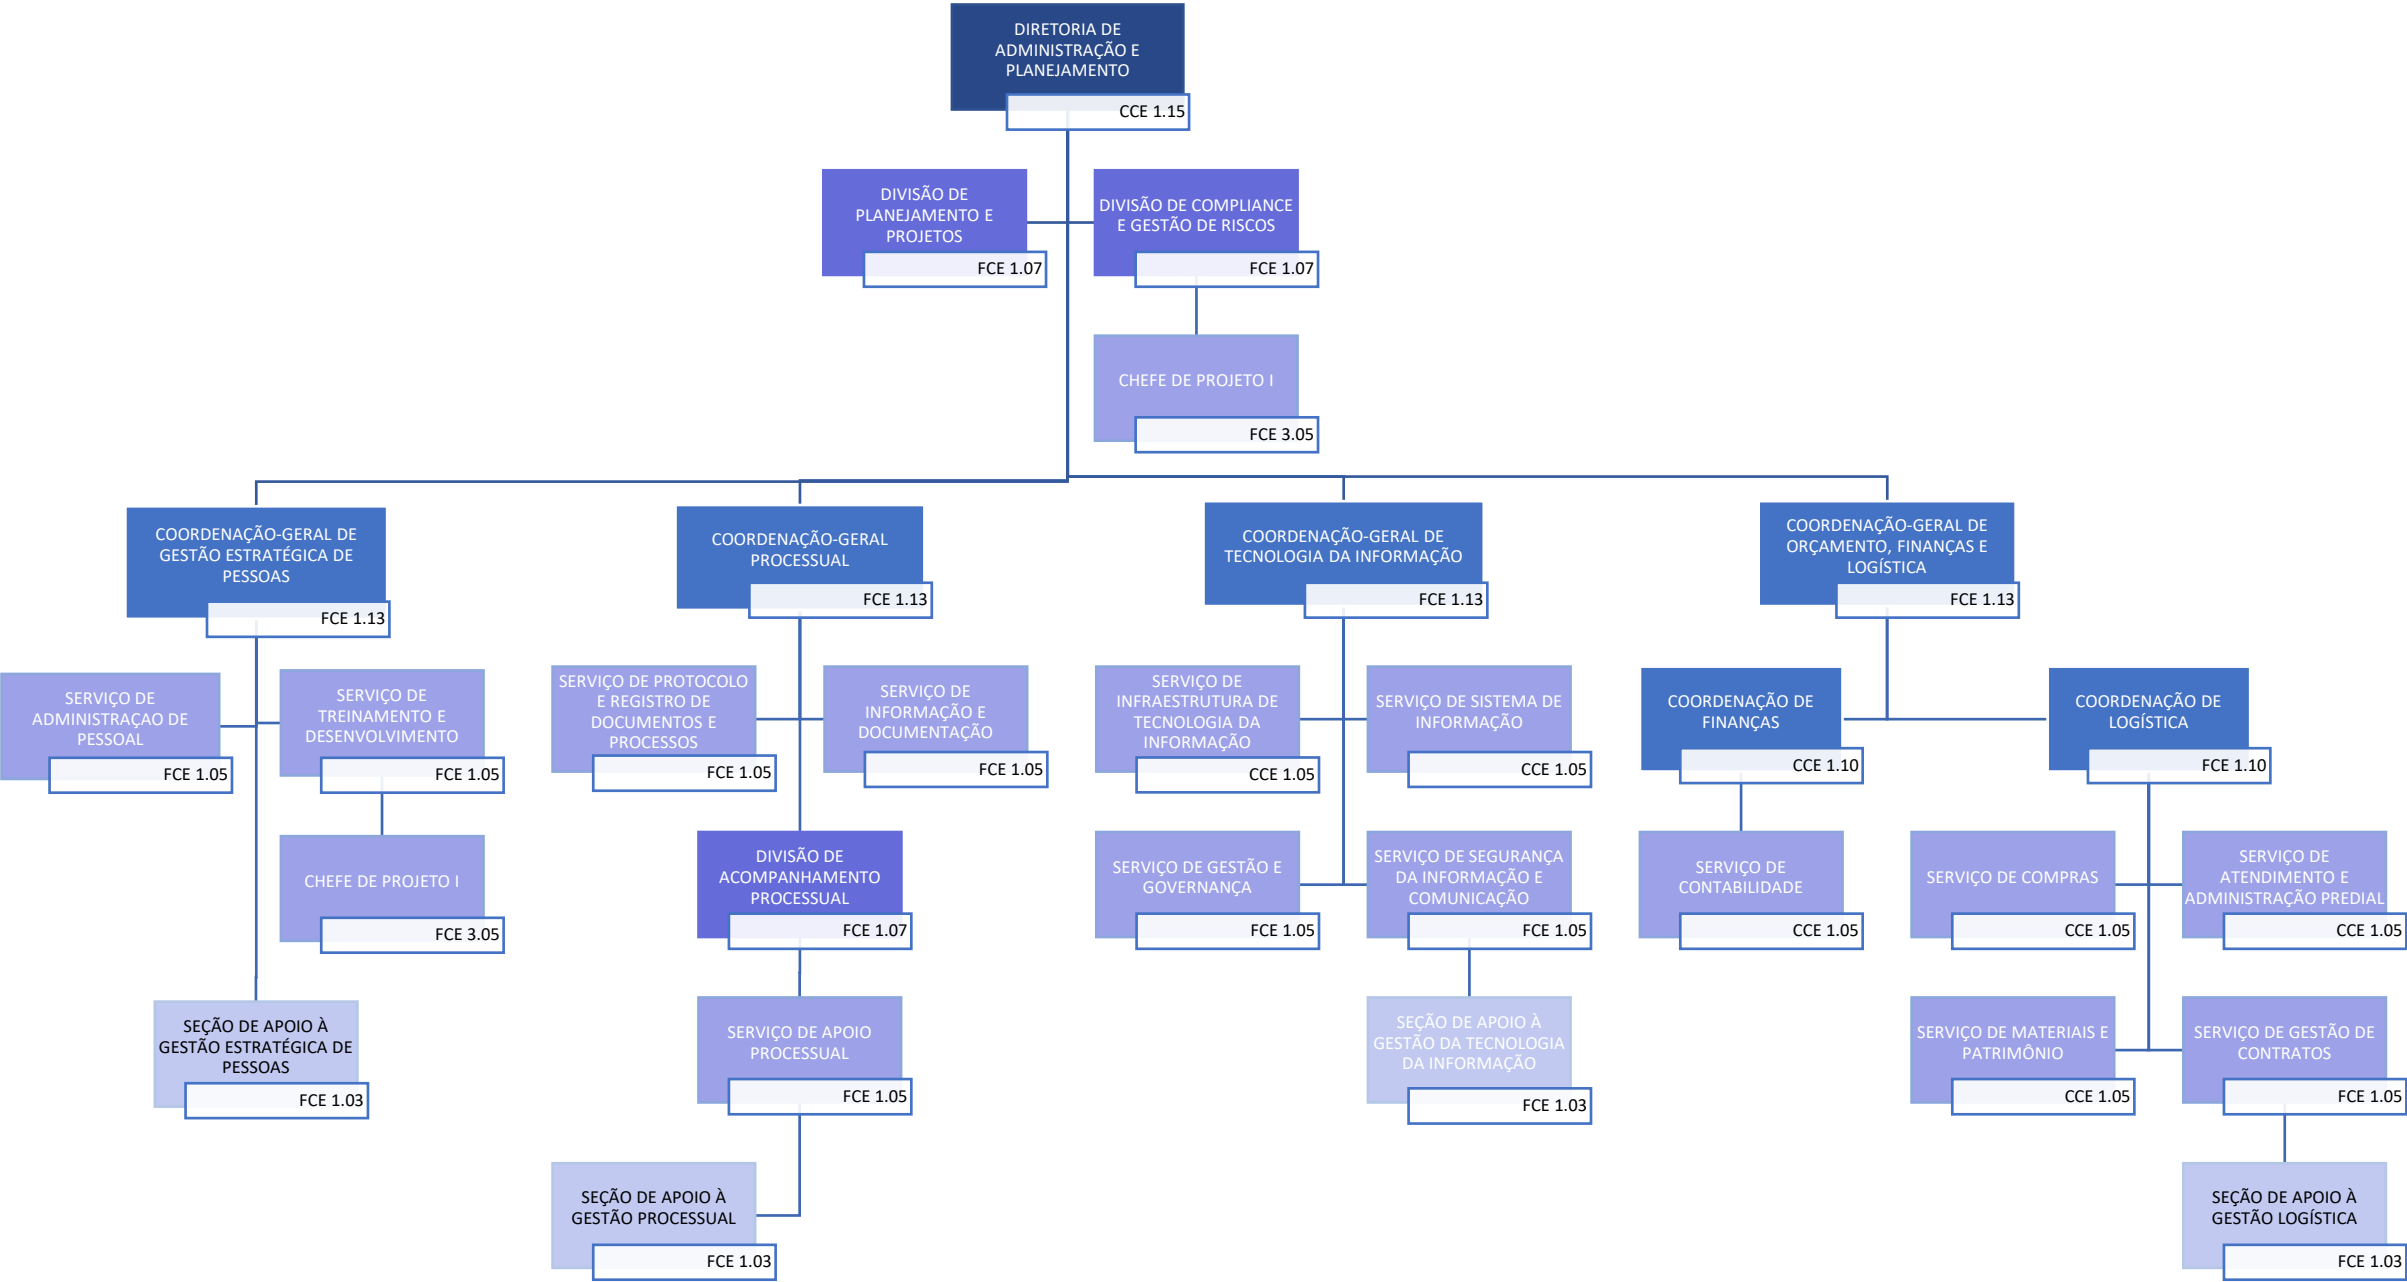 DIRETORIA DE
ADMINISTRAÇÃO E
PLANEJAMENTO
CCE 1.15
DIVISÃO DE
PLANEJAMENTO E
PROJETOS
FCE 1.07
DIVISÃO DE COMPLIANCE
E GESTÃO DE RISCOS
FCE 1.07
CHEFE DE PROJETO I
FCE 3.05
COORDENAÇÃO-GERAL DE
GESTÃO ESTRATÉGICA DE
PESSOAS
FCE 1.13
COORDENAÇÃO-GERAL
PROCESSUAL
FCE 1.13
COORDENAÇÃO-GERAL DE
TECNOLOGIA DA INFORMAÇÃO
FCE 1.13
COORDENAÇÃO-GERAL DE
ORÇAMENTO, FINANÇAS E
LOGÍSTICA
FCE 1.13
SERVIÇO DE
ADMINISTRAÇAO DE
PESSOAL
FCE 1.05
SERVIÇO DE
TREINAMENTO E
DESENVOLVIMENTO
FCE 1.05
SERVIÇO DE PROTOCOLO
E REGISTRO DE
DOCUMENTOS E
PROCESSOS
FCE 1.05
SERVIÇO DE
INFORMAÇÃO E
DOCUMENTAÇÃO
FCE 1.05
SERVIÇO DE
INFRAESTRUTURA DE
TECNOLOGIA DA
INFORMAÇÃO
CCE 1.05
SERVIÇO DE SISTEMA DE
INFORMAÇÃO
CCE 1.05
COORDENAÇÃO DE
FINANÇAS
CCE 1.10
COORDENAÇÃO DE
LOGÍSTICA
FCE 1.10
CHEFE DE PROJETO I
FCE 3.05
DIVISÃO DE
ACOMPANHAMENTO
PROCESSUAL
FCE 1.07
SERVIÇO DE GESTÃO E
GOVERNANÇA
FCE 1.05
SERVIÇO DE SEGURANÇA
DA INFORMAÇÃO E
COMUNICAÇÃO
FCE 1.05
SERVIÇO DE
CONTABILIDADE
CCE 1.05
SERVIÇO DE COMPRAS
CCE 1.05
SERVIÇO DE
ATENDIMENTO E
ADMINISTRAÇÃO PREDIAL
CCE 1.05
SEÇÃO DE APOIO À
GESTÃO ESTRATÉGICA DE
PESSOAS
FCE 1.03
SERVIÇO DE APOIO
PROCESSUAL
FCE 1.05
SEÇÃO DE APOIO À
GESTÃO DA TECNOLOGIA
DA INFORMAÇÃO
FCE 1.03
SERVIÇO DE MATERIAIS E
PATRIMÔNIO
CCE 1.05
SERVIÇO DE GESTÃO DE
CONTRATOS
FCE 1.05
SEÇÃO DE APOIO À
GESTÃO PROCESSUAL
FCE 1.03
SEÇÃO DE APOIO À
GESTÃO LOGÍSTICA
FCE 1.03